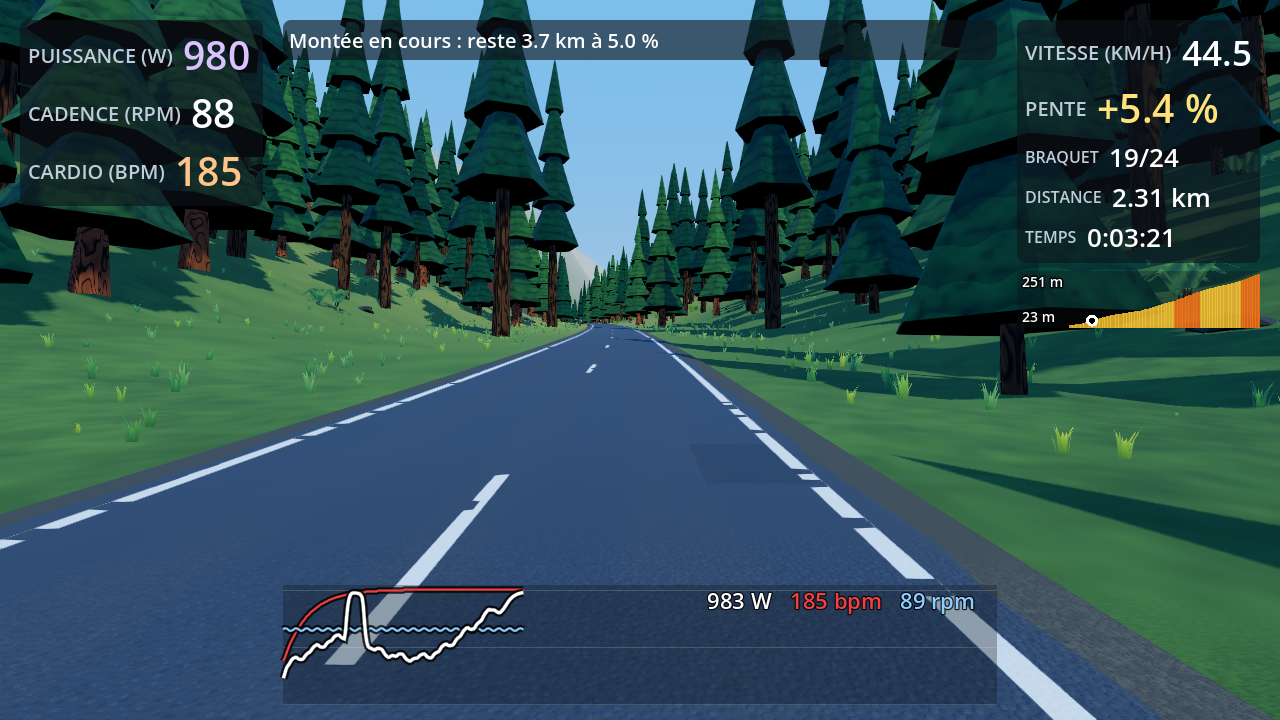 PUISSANCE (W) 980
CADENCE (RPM) 88
CARDIO (BPM) 185
Montée en cours : reste 3.7 km à 5.0 %
VITESSE (KM/H) 44.5
PENTE +5.4 %
BRAQUET 19/24
DISTANCE 2.31 km
TEMPS 0:03:21
251 m
23 m
983 W 185 bpm 89 rpm